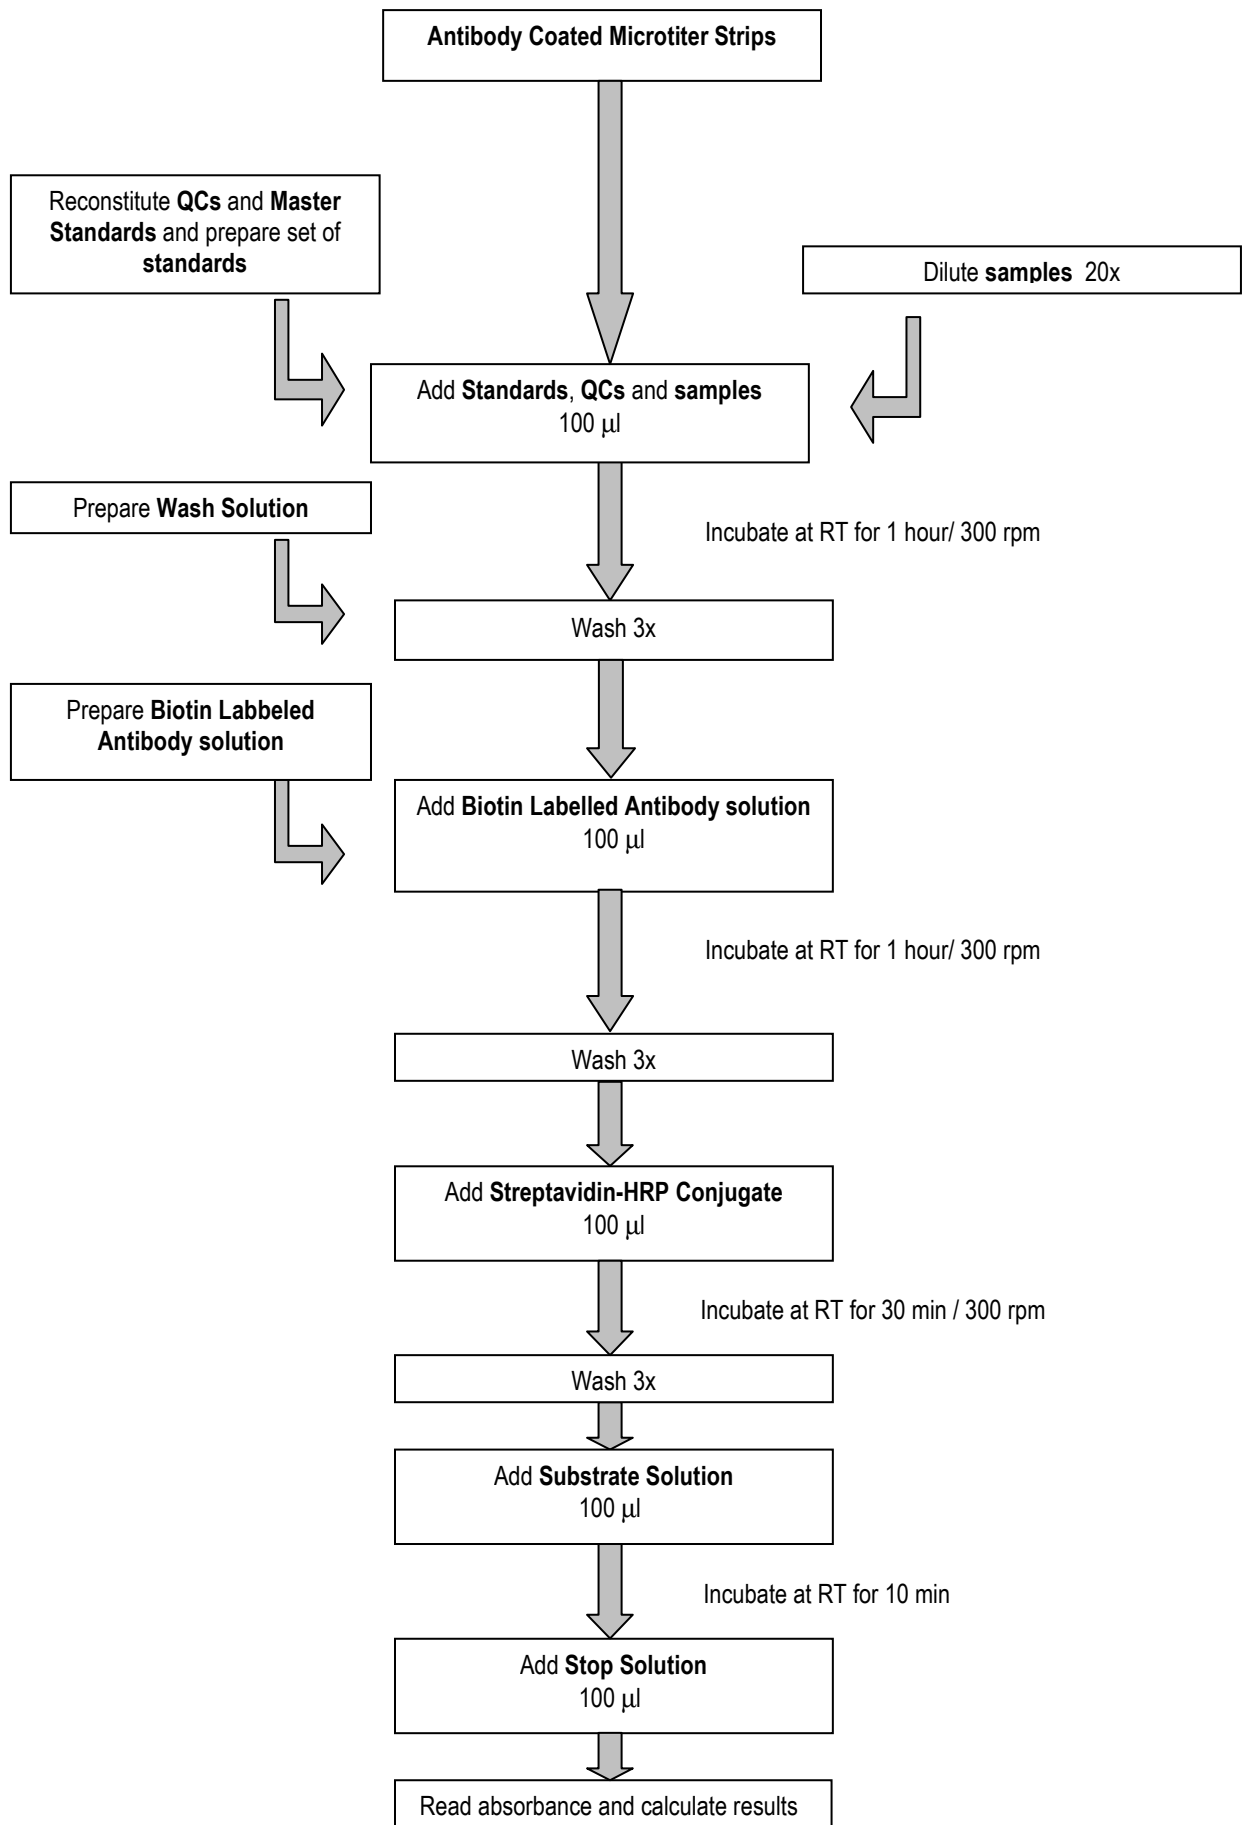 Antibody Coated Microtiter Strips
Reconstitute QCs and Master
Standards and prepare set of
standards
Dilute samples 20x
Add Standards, QCs and samples
100 μl
Prepare Wash Solution
Incubate at RT for 1 hour/ 300 rpm
Wash 3x
Prepare Biotin Labbeled
Antibody solution
Add Biotin Labelled Antibody solution
100 μl
Incubate at RT for 1 hour/ 300 rpm
Wash 3x
Add Streptavidin-HRP Conjugate
100 μl
Incubate at RT for 30 min / 300 rpm
Wash 3x
Add Substrate Solution
100 μl
Incubate at RT for 10 min
Add Stop Solution
100 μl
Read absorbance and calculate results